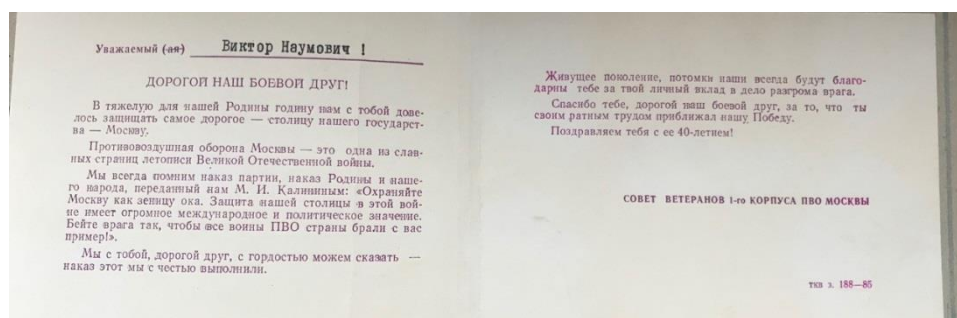 Уважаемый (ая) Виктор Наумович !
ДОРОГОЙ НАШ БОЕВОЙ ДРУГ!
В тяжелую для нашей Родины годину нам с тобой дове-
лось защищать самое дорогое — столицу нашего государст-
ва — Москву.
Противовоздушная оборона Москвы — это одна из слав-
ных страниц летописи Великой Отечественной войны.
Мы всегда помним наказ партии, наказ Родины и наше-
го народа, переданный нам М. И. Калининым: «Охраняйте
Москву как зеницу ока. Защита нашей столицы в этой вой-
не имеет огромное международное и политическое значение.
Бейте врага так, чтобы все воины ПВО страны брали с вас
пример!».
Мы с тобой, дорогой друг, с гордостью можем сказать —
наказ этот мы с честью выполнили.
Живущее поколение, потомки наши всегда будут благо-
дарны тебе за твой личный вклад в дело разгрома врага.
Спасибо тебе, дорогой наш боевой друг, за то, что ты
своим ратным трудом приближал нашу Победу.
Поздравляем тебя с ее 40-летием!
СОВЕТ ВЕТЕРАНОВ 1-го КОРПУСА ПВО МОСКВЫ
ткв з. 188—85